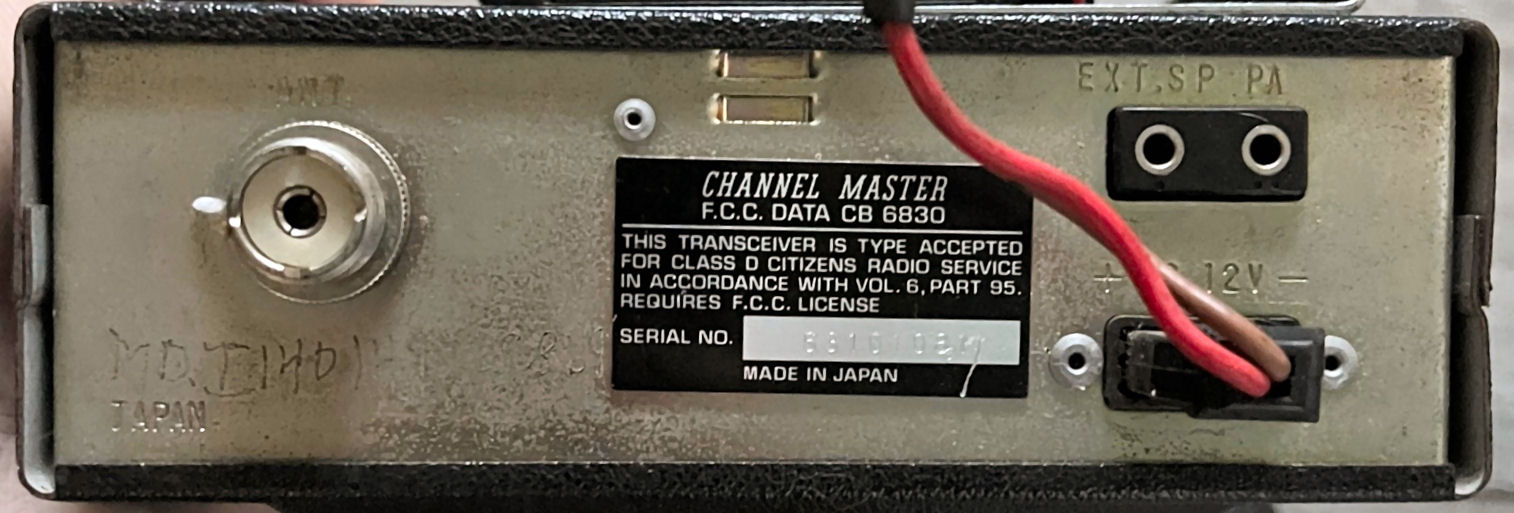 ANT
EXT.SP PA
CHANNEL MASTER
F.C.C. DATA CB 6830
THIS TRANSCEIVER IS TYPE ACCEPTED
FOR CLASS D CITIZENS RADIO SERVICE
IN ACCORDANCE WITH VOL. 6, PART 95.
REQUIRES F.C.C. LICENSE
SERIAL NO.
MADE IN JAPAN
+ 12V −
JAPAN